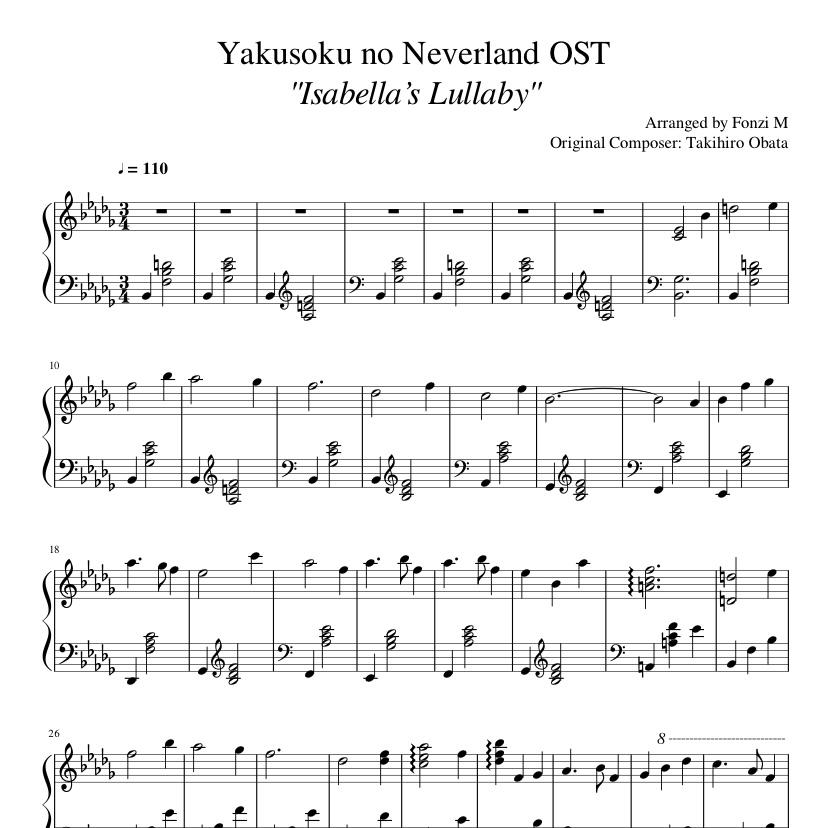 Yakusoku no Neverland OST
"Isabella's Lullaby"
Arranged by Fonzi M
Original Composer: Takihiro Obata
♩ = 110
3
4
3
4
10
18
26
8